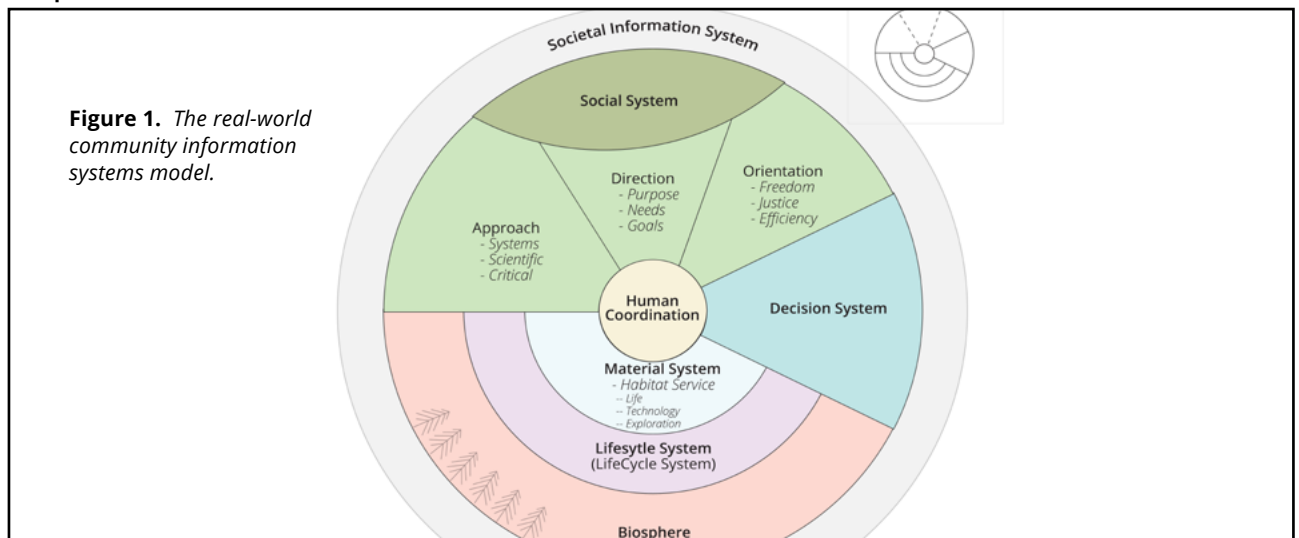 Figure 1. The real-world
community information
systems model.
Societal Information System
Social System
Direction
- Purpose
- Needs
- Goals
Orientation
- Freedom
- Justice
- Efficiency
Approach
- Systems
- Scientific
- Critical
Human
Coordination
Decision System
Material System
- Habitat Service
-- Life
-- Technology
-- Exploration
Lifesytle System
(LifeCycle System)
Biosphere